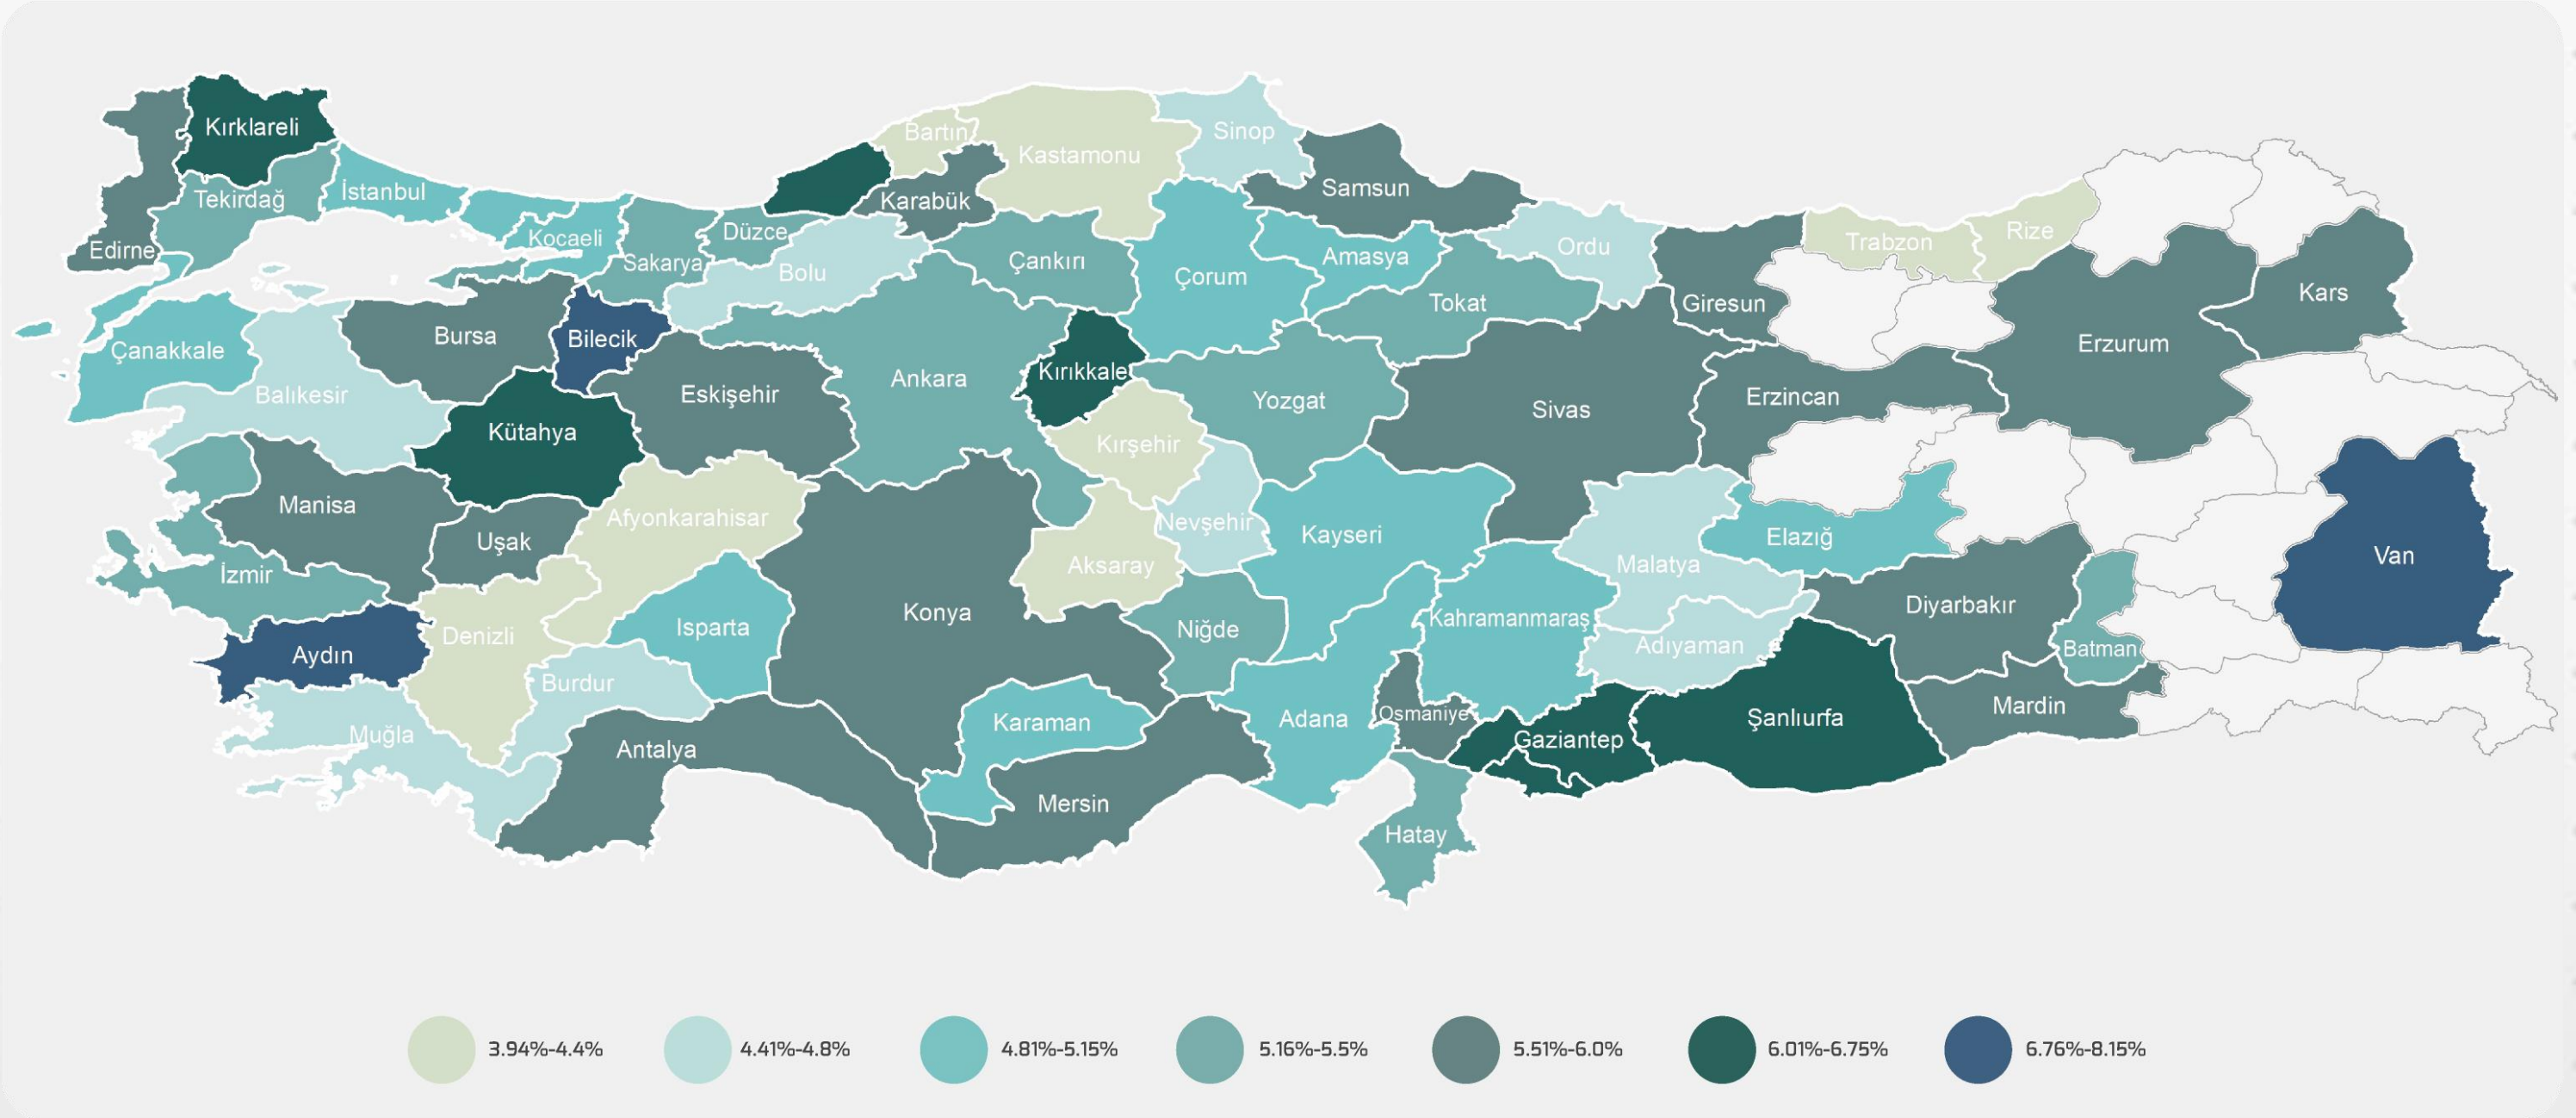 Kırklareli
Bartın
Sinop
Kastamonu
Samsun
İstanbul
Tekirdağ
Karabük
Düzce
Rize
Kocaeli
Trabzon
Ordu
Edirne
Amasya
Çankırı
Sakarya
Bolu
Çorum
Kars
Tokat
Giresun
Bursa
Bilecik
Erzurum
Çanakkale
Kırıkkale
Ankara
Balıkesir
Eskişehir
Erzincan
Yozgat
Sivas
Kütahya
Kırşehir
Manisa
Afyonkarahisar
Nevşehir
Kayseri
Elazığ
Uşak
Van
Aksaray
Malatya
İzmir
Diyarbakır
Konya
Kahramanmaraş
Isparta
Niğde
Denizli
Adıyaman
Batman
Aydın
Burdur
Mardin
Osmaniye
Şanlıurfa
Adana
Karaman
Muğla
Gaziantep
Antalya
Mersin
Hatay
3.94%-4.4%
4.41%-4.8%
4.81%-5.15%
5.16%-5.5%
5.51%-6.0%
6.01%-6.75%
6.76%-8.15%